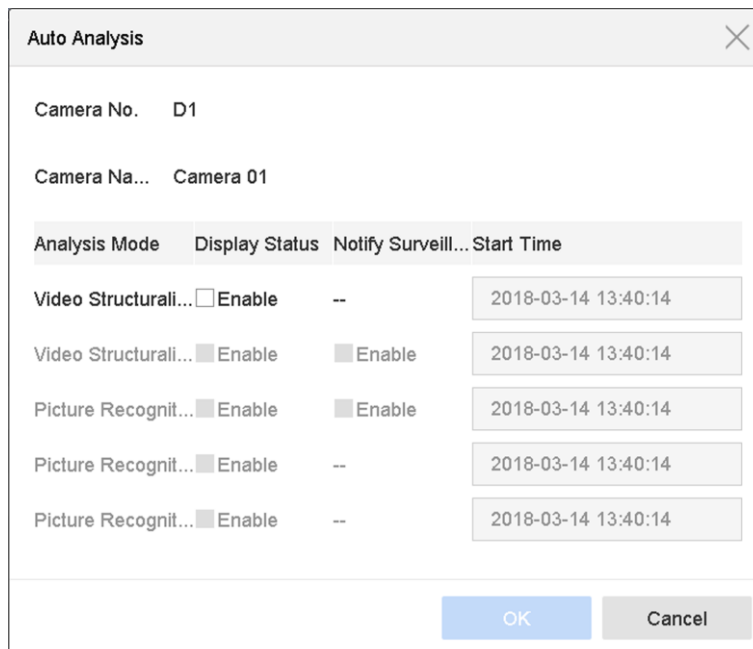 Auto Analysis
Camera No. D1
Camera Na... Camera 01
Analysis Mode Display Status Notify Surveill... Start Time
Video Structurali... Enable -- 2018-03-14 13:40:14
Video Structurali... Enable Enable 2018-03-14 13:40:14
Picture Recognit... Enable Enable 2018-03-14 13:40:14
Picture Recognit... Enable -- 2018-03-14 13:40:14
Picture Recognit... Enable -- 2018-03-14 13:40:14
OK Cancel